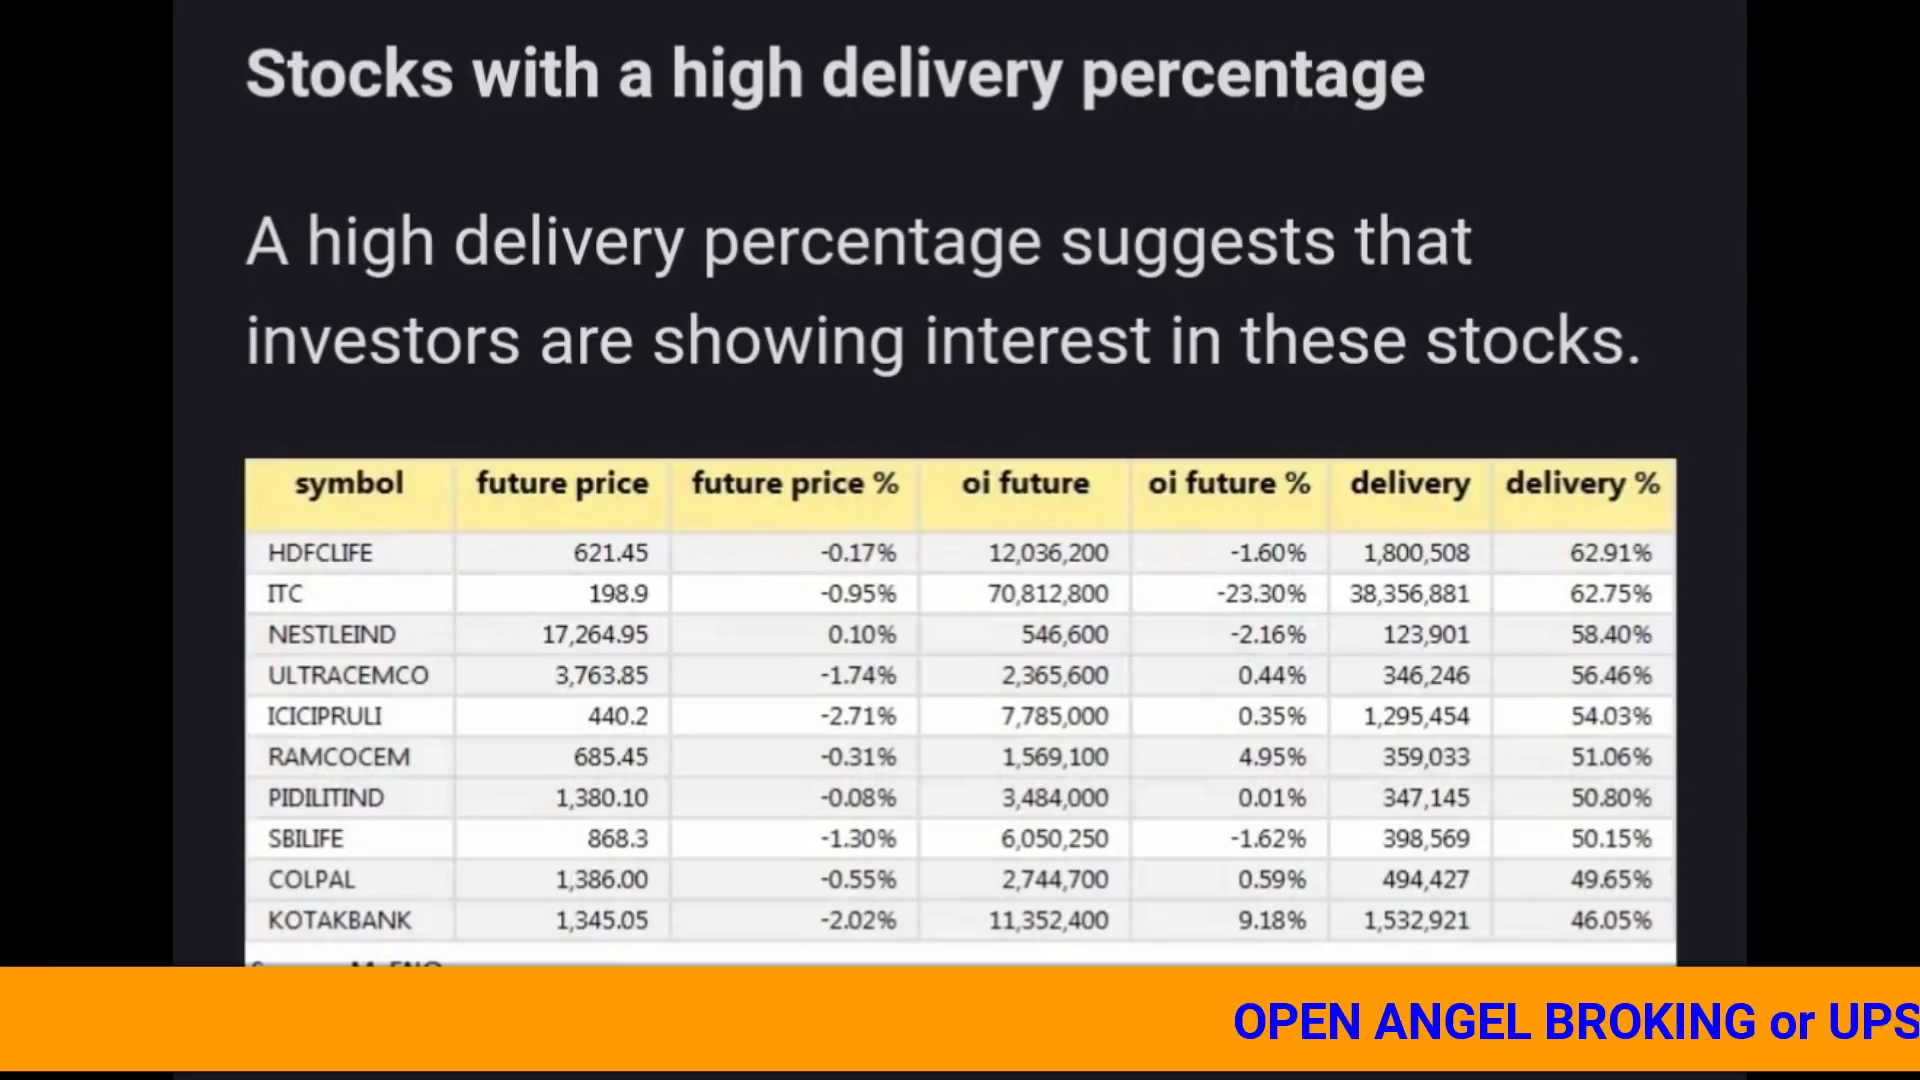 Stocks with a high delivery percentage
A high delivery percentage suggests that
investors are showing interest in these stocks.
symbol future price future price % oi future oi future % delivery delivery %
HDFCLIFE 621.45 -0.17% 12,036,200 -1.60% 1,800,508 62.91%
ITC 198.9 -0.95% 70,812,800 -23.30% 38,356,881 62.75%
NESTLEIND 17,264.95 0.10% 546,600 -2.16% 123,901 58.40%
ULTRACEMCO 3,763.85 -1.74% 2,365,600 0.44% 346,246 56.46%
ICICIPRULI 440.2 -2.71% 7,785,000 0.35% 1,295,454 54.03%
RAMCOCEM 685.45 -0.31% 1,569,100 4.95% 359,033 51.06%
PIDILITIND 1,380.10 -0.08% 3,484,000 0.01% 347,145 50.80%
SBILIFE 868.3 -1.30% 6,050,250 -1.62% 398,569 50.15%
COLPAL 1,386.00 -0.55% 2,744,700 0.59% 494,427 49.65%
KOTAKBANK 1,345.05 -2.02% 11,352,400 9.18% 1,532,921 46.05%
OPEN ANGEL BROKING or UPS